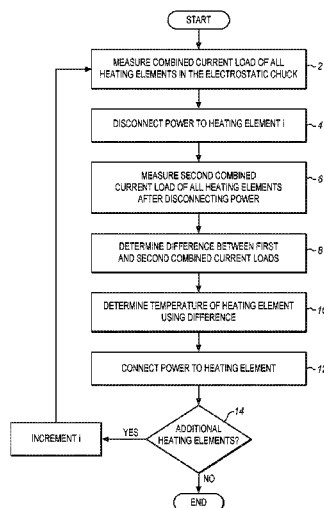 START
MEASURE COMBINED CURRENT LOAD OF ALL
HEATING ELEMENTS IN THE ELECTROSTATIC CHUCK
2
DISCONNECT POWER TO HEATING ELEMENT i
4
MEASURE SECOND COMBINED
CURRENT LOAD OF ALL HEATING ELEMENTS
AFTER DISCONNECTING POWER
6
DETERMINE DIFFERENCE BETWEEN FIRST
AND SECOND COMBINED CURRENT LOADS
8
DETERMINE TEMPERATURE OF HEATING ELEMENT
USING DIFFERENCE
10
CONNECT POWER TO HEATING ELEMENT
12
14
ADDITIONAL
HEATING ELEMENTS?
YES
INCREMENT i
NO
END